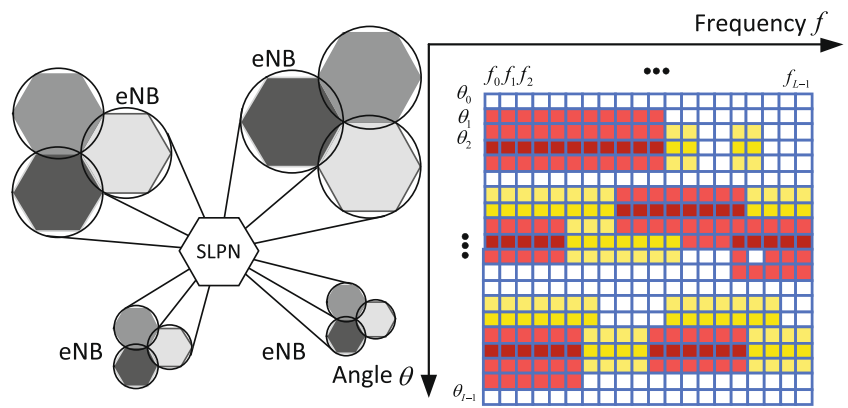 Frequency f
eNB
eNB
f0 f1 f2
•••
fL-1
θ0
θ1
θ2
SLPN
•••
eNB
eNB
Angle θ
θI-1